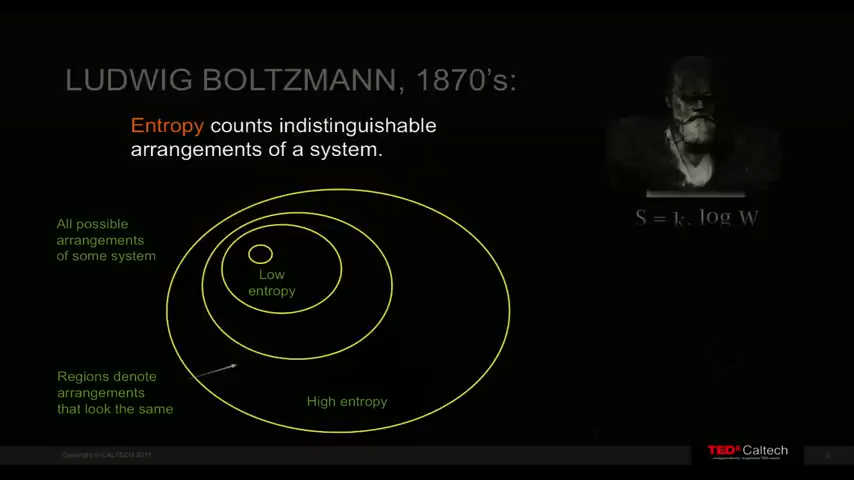 LUDWIG BOLTZMANN, 1870's:
Entropy counts indistinguishable
arrangements of a system.
S = k. log W
All possible
arrangements
of some system
Low
entropy
Regions denote
arrangements
that look the same
High entropy
Copyright © CALTECH 2011
TEDxCaltech